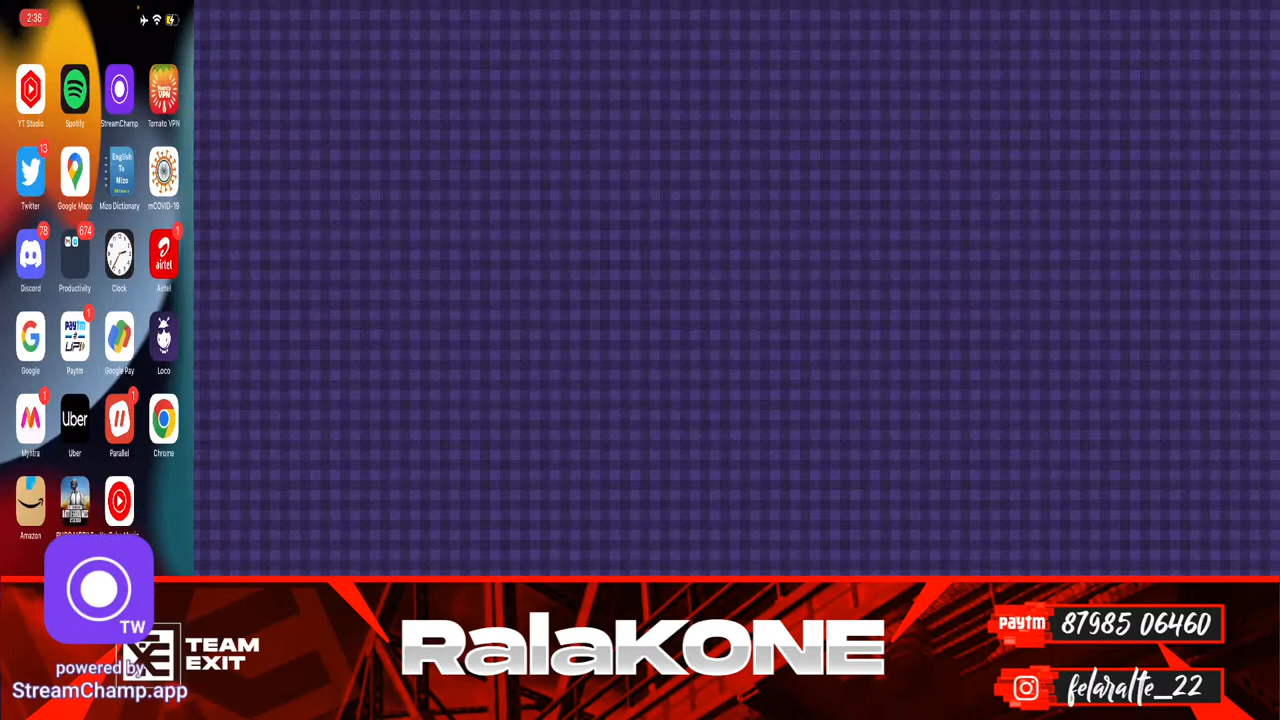 2:36
YT Studio
Spotify
StreamChamp
Tomato VPN
13
English
To
Mizo
Twitter
Google Maps
Mizo Dictionary
mCOVID-19
78
674
1
airtel
Discord
Productivity
Clock
Airtel
1
Paytm
UPI
Google
Paytm
Google Pay
Loco
1
1
Uber
Myntra
Uber
Parallel
Chrome
Amazon
TW
powered by
StreamChamp.app
TEAM
EXIT
RalaKONE
PAYTM
87985 06460
felaralte_22